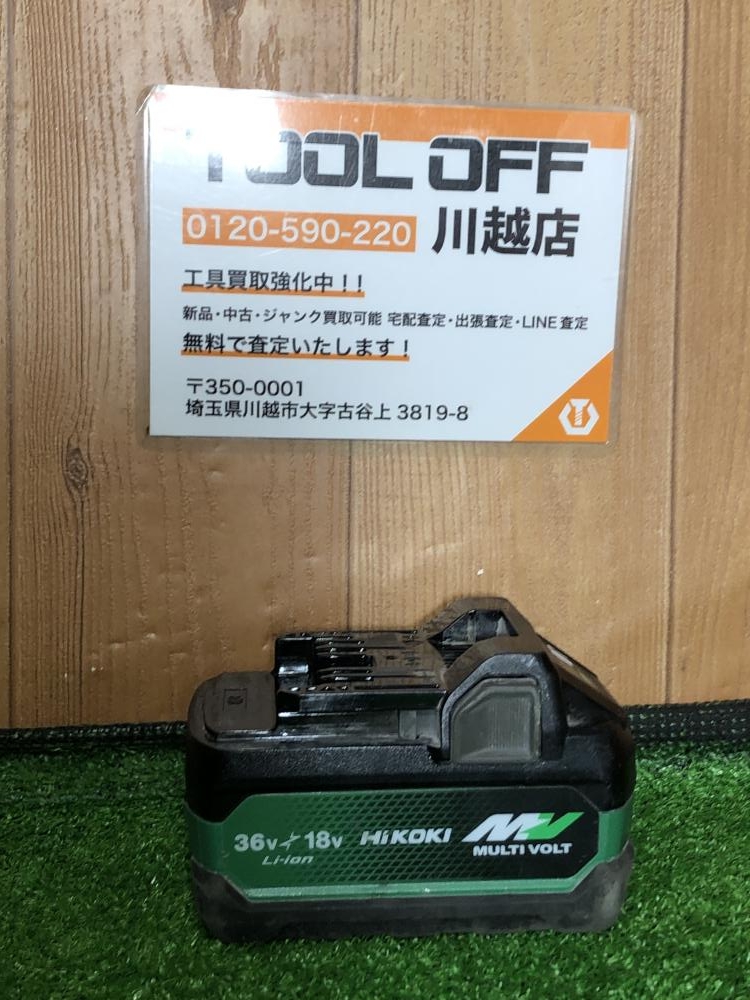 TOOL OFF
0120-590-220 川越店
工具買取強化中！！
新品・中古・ジャンク買取可能 宅配査定・出張査定・LINE査定
無料で査定いたします！
〒350-0001
埼玉県川越市大字古谷上 3819-8
36V⚡18V HiKOKI MV
Li-ion MULTI VOLT